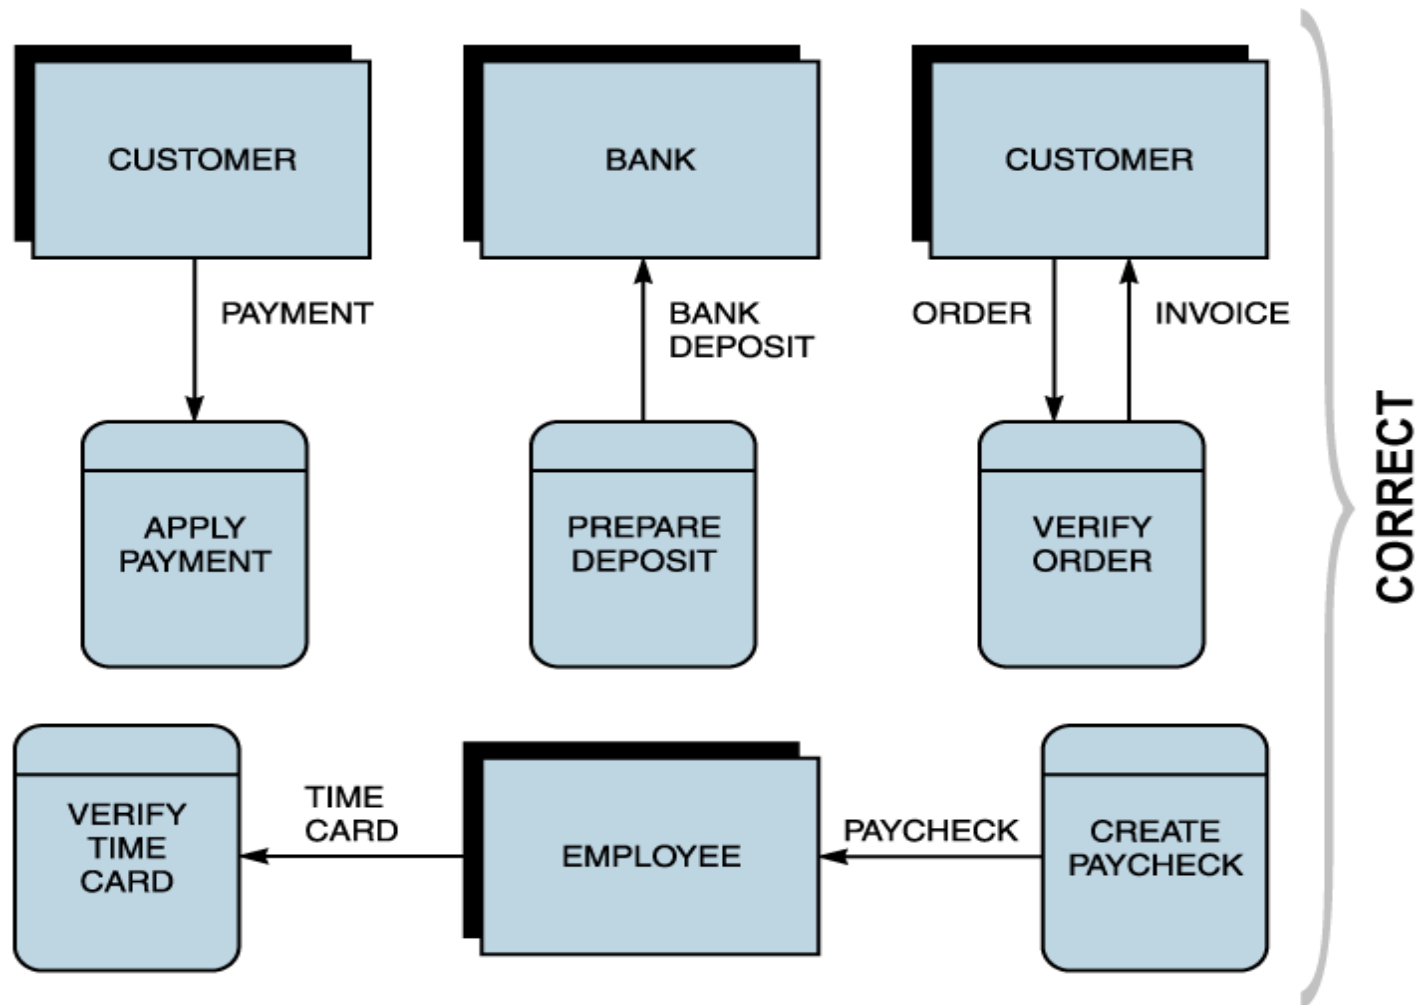 CUSTOMER
BANK
CUSTOMER
PAYMENT
BANK
DEPOSIT
ORDER
INVOICE
APPLY
PAYMENT
PREPARE
DEPOSIT
VERIFY
ORDER
VERIFY
TIME
CARD
TIME
CARD
EMPLOYEE
PAYCHECK
CREATE
PAYCHECK
CORRECT